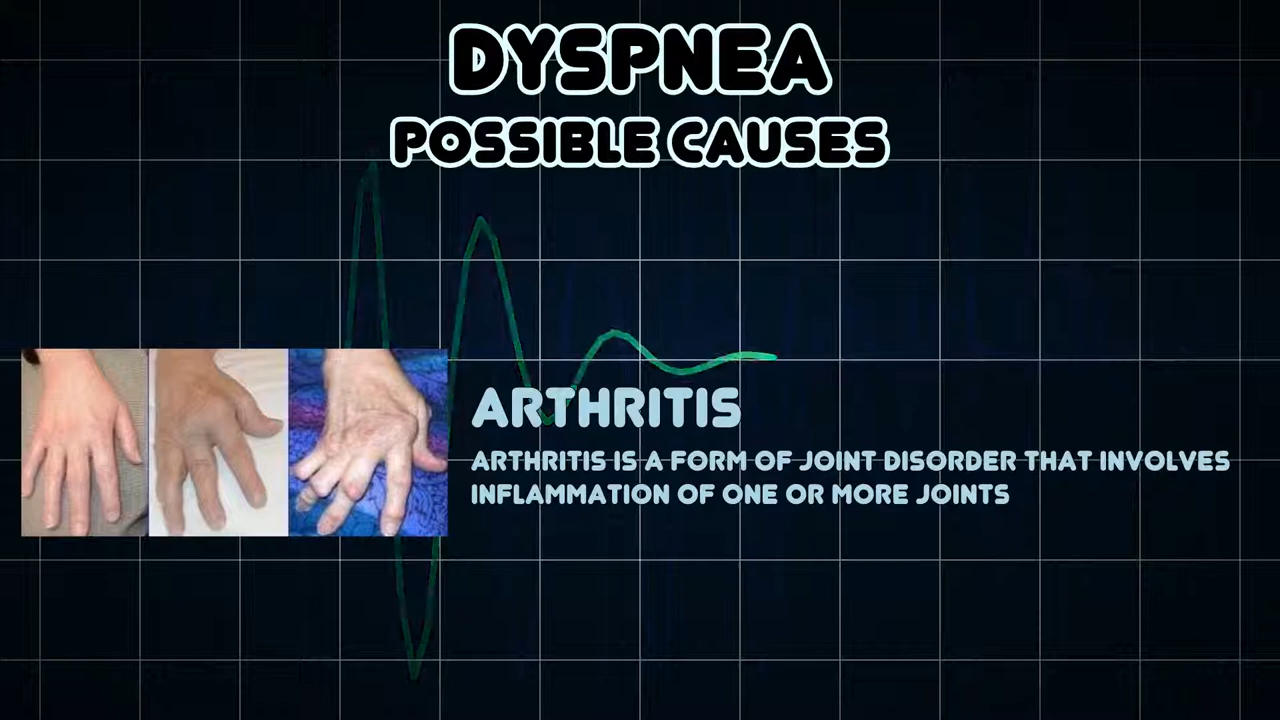 DYSPNEA
POSSIBLE CAUSES
ARTHRITIS
ARTHRITIS IS A FORM OF JOINT DISORDER THAT INVOLVES
INFLAMMATION OF ONE OR MORE JOINTS